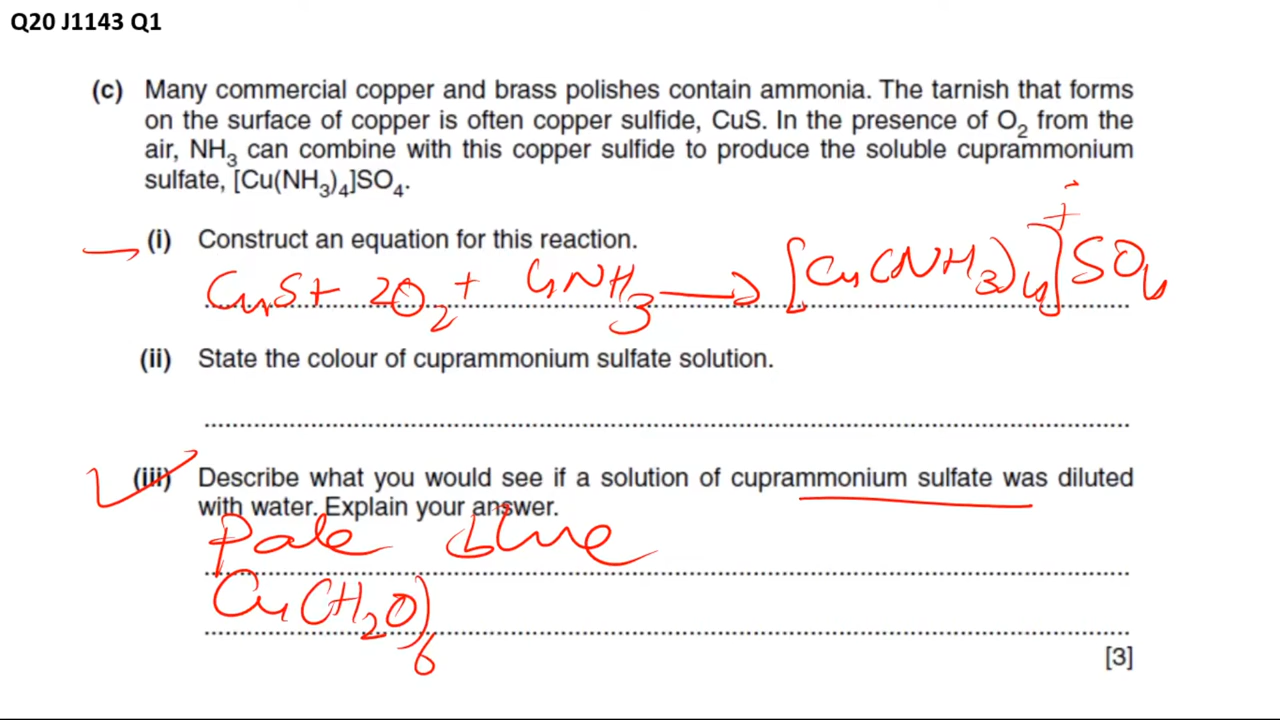 Q20 J1143 Q1
(c) Many commercial copper and brass polishes contain ammonia. The tarnish that forms
on the surface of copper is often copper sulfide, CuS. In the presence of O₂ from the
air, NH₃ can combine with this copper sulfide to produce the soluble cuprammonium
sulfate, [Cu(NH₃)₄]SO₄.
(i) Construct an equation for this reaction.
CuS + 2O₂ + 4NH₃ → [Cu(NH₃)₄]⁺ SO₄
(ii) State the colour of cuprammonium sulfate solution.
(iii) Describe what you would see if a solution of cuprammonium sulfate was diluted
with water. Explain your answer.
pale blue
Cu(H₂O)₆
[3]